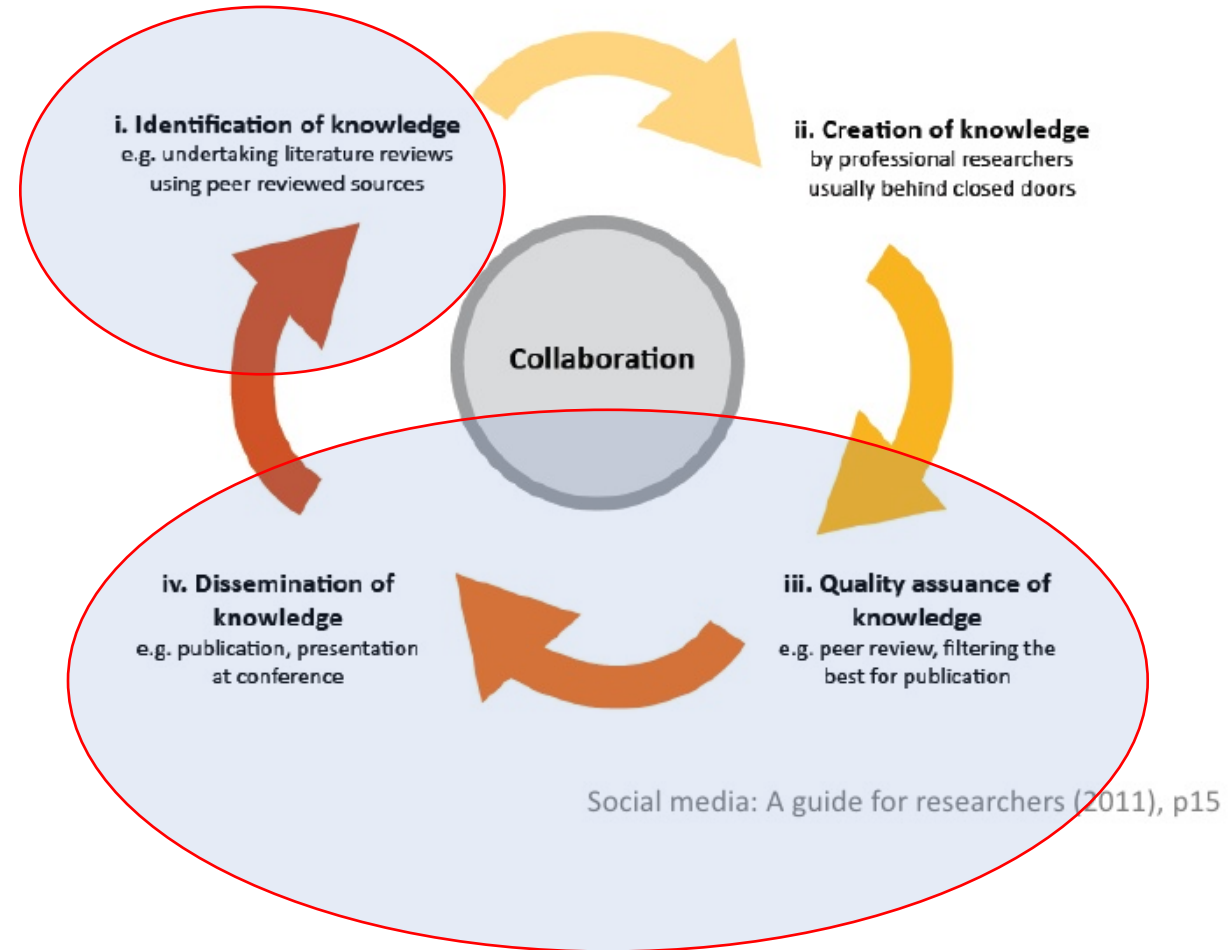 i. Identification of knowledge
e.g. undertaking literature reviews
using peer reviewed sources
ii. Creation of knowledge
by professional researchers
usually behind closed doors
Collaboration
iv. Dissemination of
knowledge
e.g. publication, presentation
at conference
iii. Quality assuance of
knowledge
e.g. peer review, filtering the
best for publication
Social media: A guide for researchers (2011), p15